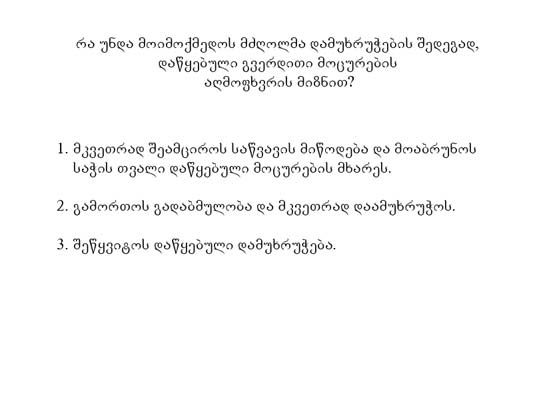 რა უნდა მოიმოქმედოს მძღოლმა დამუხრუჭების შედეგად,
დაწყებული გვერდითი მოცურების
აღმოფხვრის მიზნით?
1. მკვეთრად შეამციროს საწვავის მიწოდება და მოაბრუნოს
საჭის თვალი დაწყებული მოცურების მხარეს.
2. გამორთოს გადაბმულობა და მკვეთრად დაამუხრუჭოს.
3. შეწყვიტოს დაწყებული დამუხრუჭება.